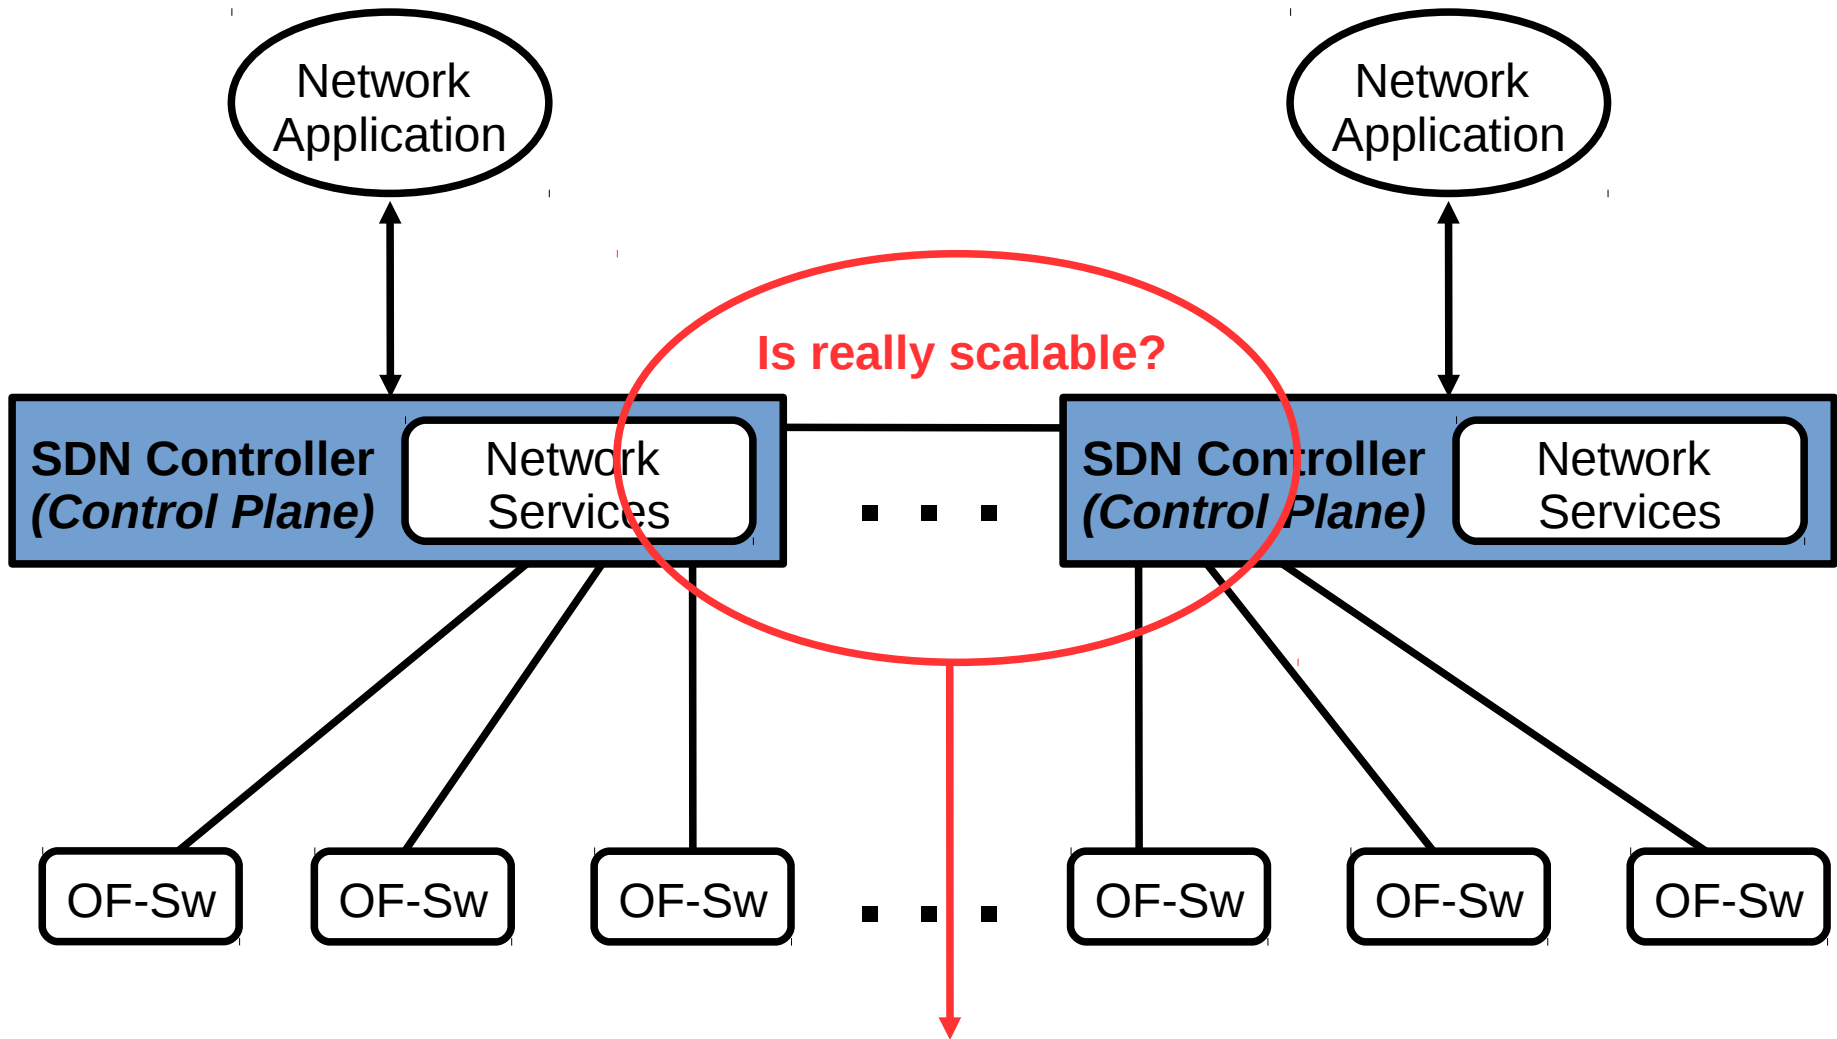 Network
Application
Network
Application
Is really scalable?
SDN Controller
(Control Plane)
Network
Services
SDN Controller
(Control Plane)
Network
Services
OF-Sw
OF-Sw
OF-Sw
OF-Sw
OF-Sw
OF-Sw